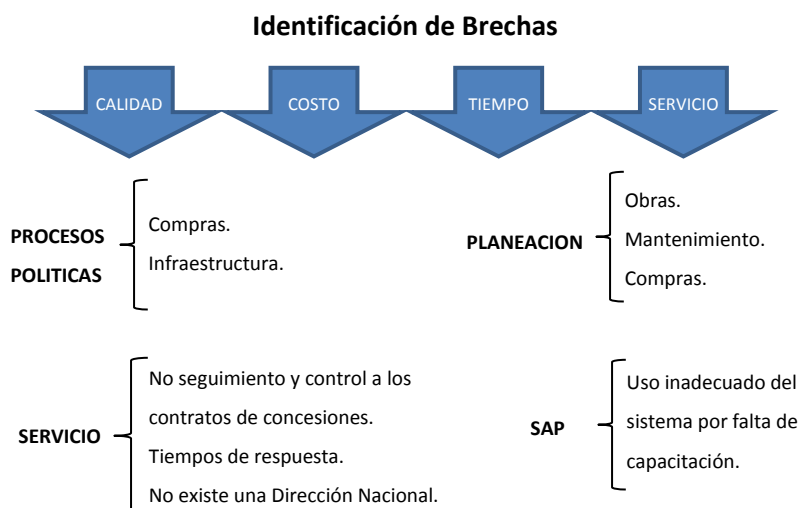 Identificación de Brechas
CALIDAD
COSTO
TIEMPO
SERVICIO
PROCESOS
POLITICAS
Compras.
Infraestructura.
PLANEACION
Obras.
Mantenimiento.
Compras.
SERVICIO
No seguimiento y control a los
contratos de concesiones.
Tiempos de respuesta.
No existe una Dirección Nacional.
SAP
Uso inadecuado del
sistema por falta de
capacitación.